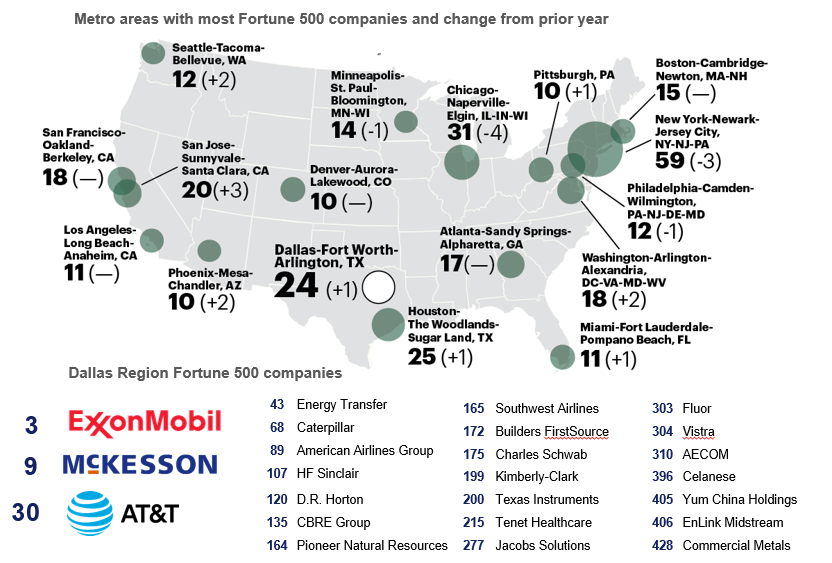 Metro areas with most Fortune 500 companies and change from prior year
Seattle-Tacoma-
Bellevue, WA
12 (+2)
Minneapolis-
St. Paul-
Bloomington,
MN-WI
14 (-1)
Chicago-
Naperville-
Elgin, IL-IN-WI
31 (-4)
Pittsburgh, PA
10 (+1)
Boston-Cambridge-
Newton, MA-NH
15 (—)
New York-Newark-
Jersey City,
NY-NJ-PA
59 (-3)
San Francisco-
Oakland-
Berkeley, CA
18 (—)
San Jose-
Sunnyvale-
Santa Clara, CA
20(+3)
Denver-Aurora-
Lakewood, CO
10 (—)
Philadelphia-Camden-
Wilmington,
PA-NJ-DE-MD
12 (-1)
Los Angeles-
Long Beach-
Anaheim, CA
11 (—)
Phoenix-Mesa-
Chandler, AZ
10 (+2)
Dallas-Fort Worth-
Arlington, TX
24 (+1)
Atlanta-Sandy Springs-
Alpharetta, GA
17(—)
Washington-Arlington-
Alexandria,
DC-VA-MD-WV
18 (+2)
Houston-
The Woodlands-
Sugar Land, TX
25 (+1)
Miami-Fort Lauderdale-
Pompano Beach, FL
11 (+1)
Dallas Region Fortune 500 companies
3 ExxonMobil
9 McKESSON
30 AT&T
43 Energy Transfer
68 Caterpillar
89 American Airlines Group
107 HF Sinclair
120 D.R. Horton
135 CBRE Group
164 Pioneer Natural Resources
165 Southwest Airlines
172 Builders FirstSource
175 Charles Schwab
199 Kimberly-Clark
200 Texas Instruments
215 Tenet Healthcare
277 Jacobs Solutions
303 Fluor
304 Vistra
310 AECOM
396 Celanese
405 Yum China Holdings
406 EnLink Midstream
428 Commercial Metals